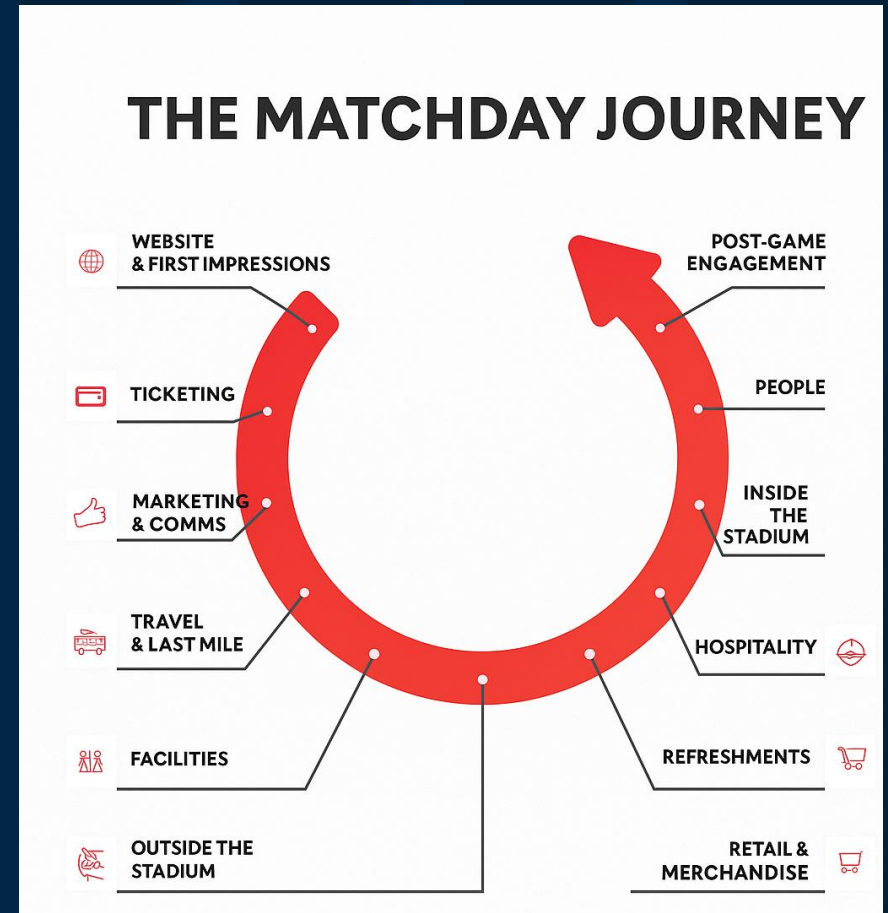 THE MATCHDAY JOURNEY
WEBSITE
& FIRST IMPRESSIONS
TICKETING
MARKETING
& COMMS
TRAVEL
& LAST MILE
FACILITIES
OUTSIDE THE
STADIUM
POST-GAME
ENGAGEMENT
PEOPLE
INSIDE
THE
STADIUM
HOSPITALITY
REFRESHMENTS
RETAIL &
MERCHANDISE